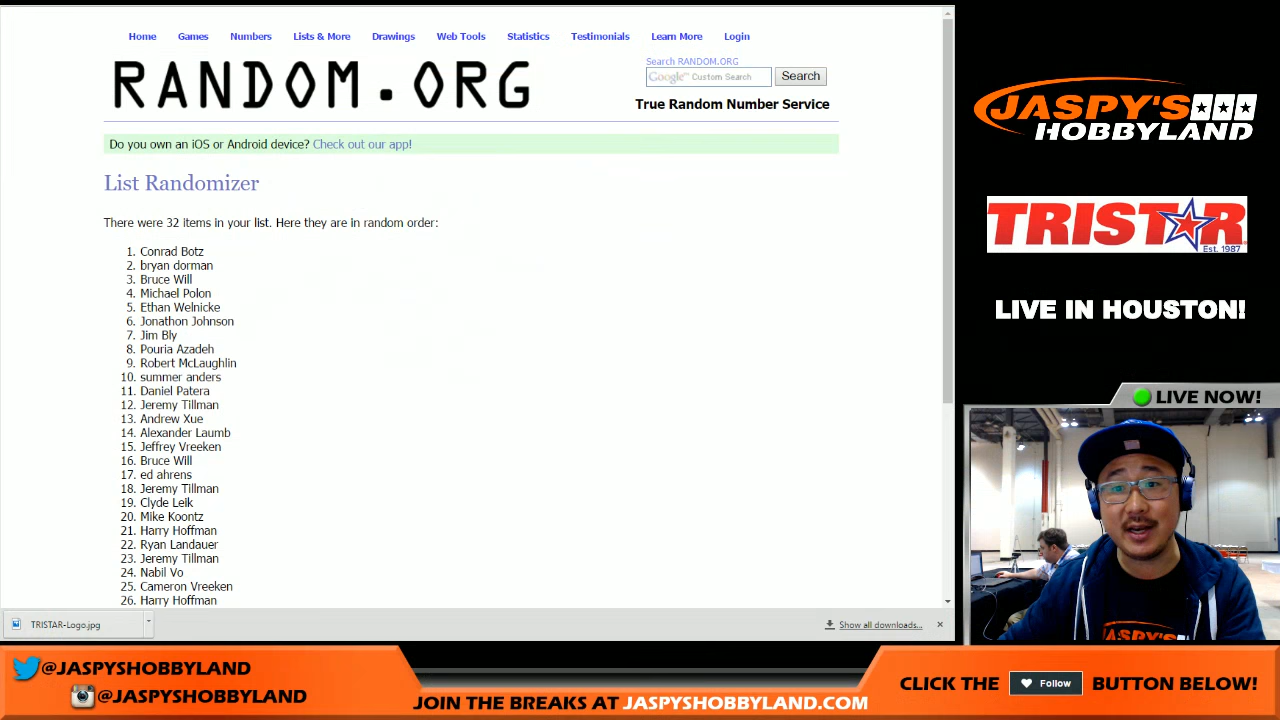 Home Games Numbers Lists & More Drawings Web Tools Statistics Testimonials Learn More Login
RANDOM.ORG
Search RANDOM.ORG
Google™ Custom Search Search
True Random Number Service
Do you own an iOS or Android device? Check out our app!
List Randomizer
There were 32 items in your list. Here they are in random order:
1. Conrad Botz
2. bryan dorman
3. Bruce Will
4. Michael Polon
5. Ethan Welnicke
6. Jonathon Johnson
7. Jim Bly
8. Pouria Azadeh
9. Robert McLaughlin
10. summer anders
11. Daniel Patera
12. Jeremy Tillman
13. Andrew Xue
14. Alexander Laumb
15. Jeffrey Vreeken
16. Bruce Will
17. ed ahrens
18. Jeremy Tillman
19. Clyde Leik
20. Mike Koontz
21. Harry Hoffman
22. Ryan Landauer
23. Jeremy Tillman
24. Nabil Vo
25. Cameron Vreeken
26. Harry Hoffman
TRISTAR-Logo.jpg
Show all downloads...
JASPY'S
HOBBYLAND
TRISTAR
Est. 1987
LIVE IN HOUSTON!
LIVE NOW!
JASPY'S
@JASPYSHOBBYLAND
@JASPYSHOBBYLAND
JOIN THE BREAKS AT JASPYSHOBBYLAND.COM
CLICK THE Follow BUTTON BELOW!